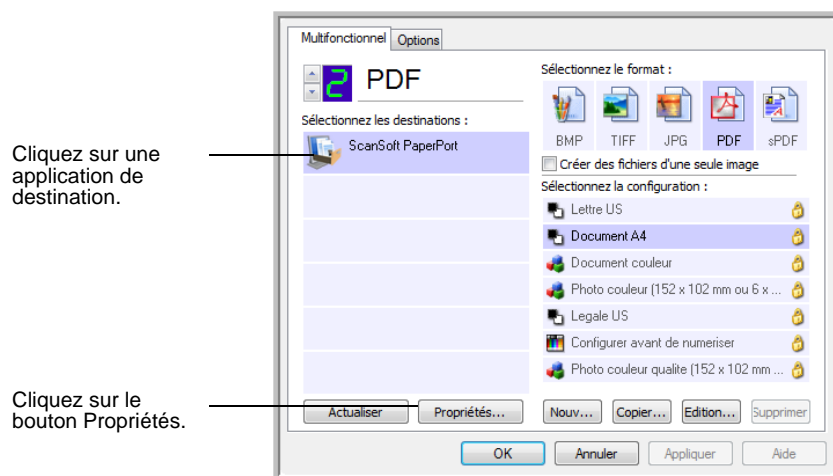 Multifonctionnel Options
2 PDF
Sélectionnez les destinations :
ScanSoft PaperPort
Cliquez sur une
application de
destination.
Sélectionnez le format :
BMP TIFF JPG PDF sPDF
Créer des fichiers d'une seule image
Sélectionnez la configuration :
Lettre US
Document A4
Document couleur
Photo couleur (152 x 102 mm ou 6 x ...
Legale US
Configurer avant de numeriser
Photo couleur qualite (152 x 102 mm ...
Cliquez sur le
bouton Propriétés.
Actualiser Propriétés... Nouv... Copier... Edition... Supprimer
OK Annuler Appliquer Aide